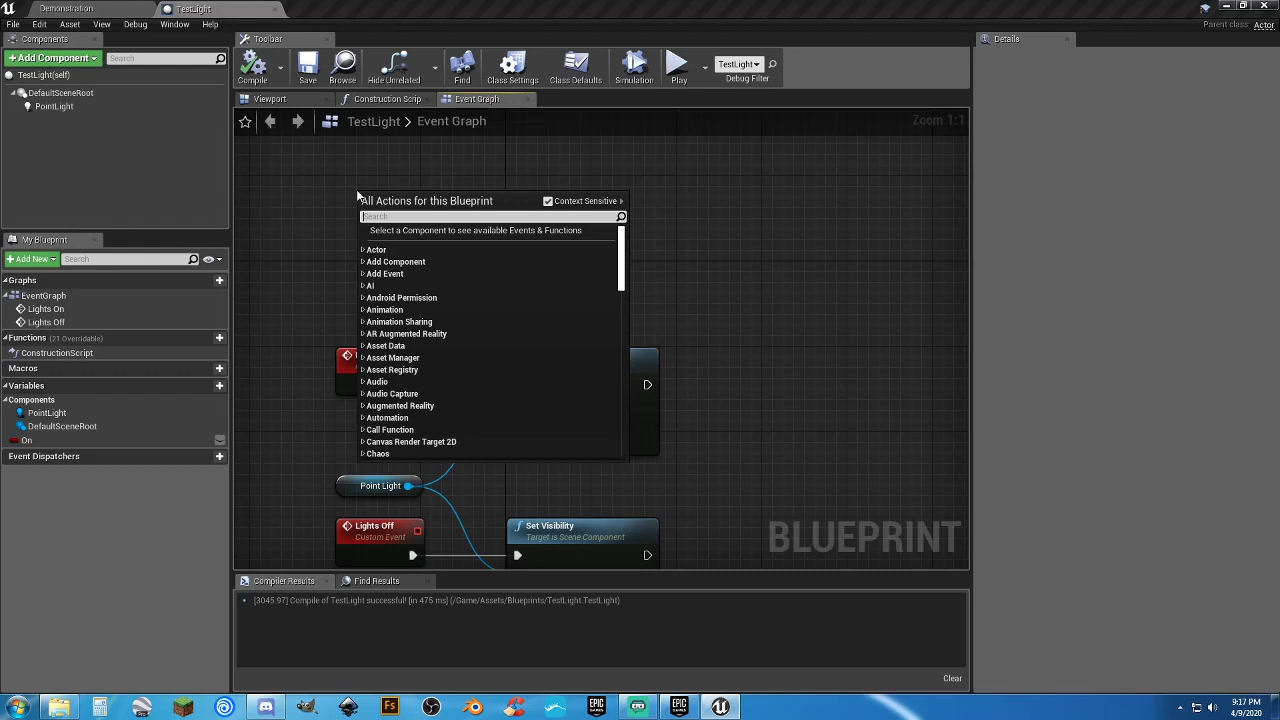 Demonstration
TestLight
File Edit Asset View Debug Window Help
Parent class: Actor
Components
Toolbar
Details
+Add Component
Search
TestLight(self)
DefaultSceneRoot
PointLight
Compile
Save
Browse
Hide Unrelated
Find
Class Settings
Class Defaults
Simulation
Play
TestLight
Debug Filter
Viewport
Construction Scrip
Event Graph
TestLight > Event Graph
Zoom 1:1
All Actions for this Blueprint
Context Sensitive
Search
Select a Component to see available Events & Functions
Actor
Add Component
Add Event
AI
Android Permission
Animation
Animation Sharing
AR Augmented Reality
Asset Data
Asset Manager
Asset Registry
Audio
Audio Capture
Augmented Reality
Automation
Call Function
Canvas Render Target 2D
Chaos
My Blueprint
+Add New
Search
Graphs
EventGraph
Lights On
Lights Off
Functions (21 Overridable)
ConstructionScript
Macros
Variables
Components
PointLight
DefaultSceneRoot
On
Event Dispatchers
Point Light
Lights Off
Custom Event
Set Visibility
Target is Scene Component
BLUEPRINT
Compiler Results
Find Results
[3045.97] Compile of TestLight successful! [in 475 ms] (/Game/Assets/Blueprints/TestLight.TestLight)
Clear
Pro
Fs
EPIC GAMES
EPIC GAMES
9:17 PM
4/9/2020